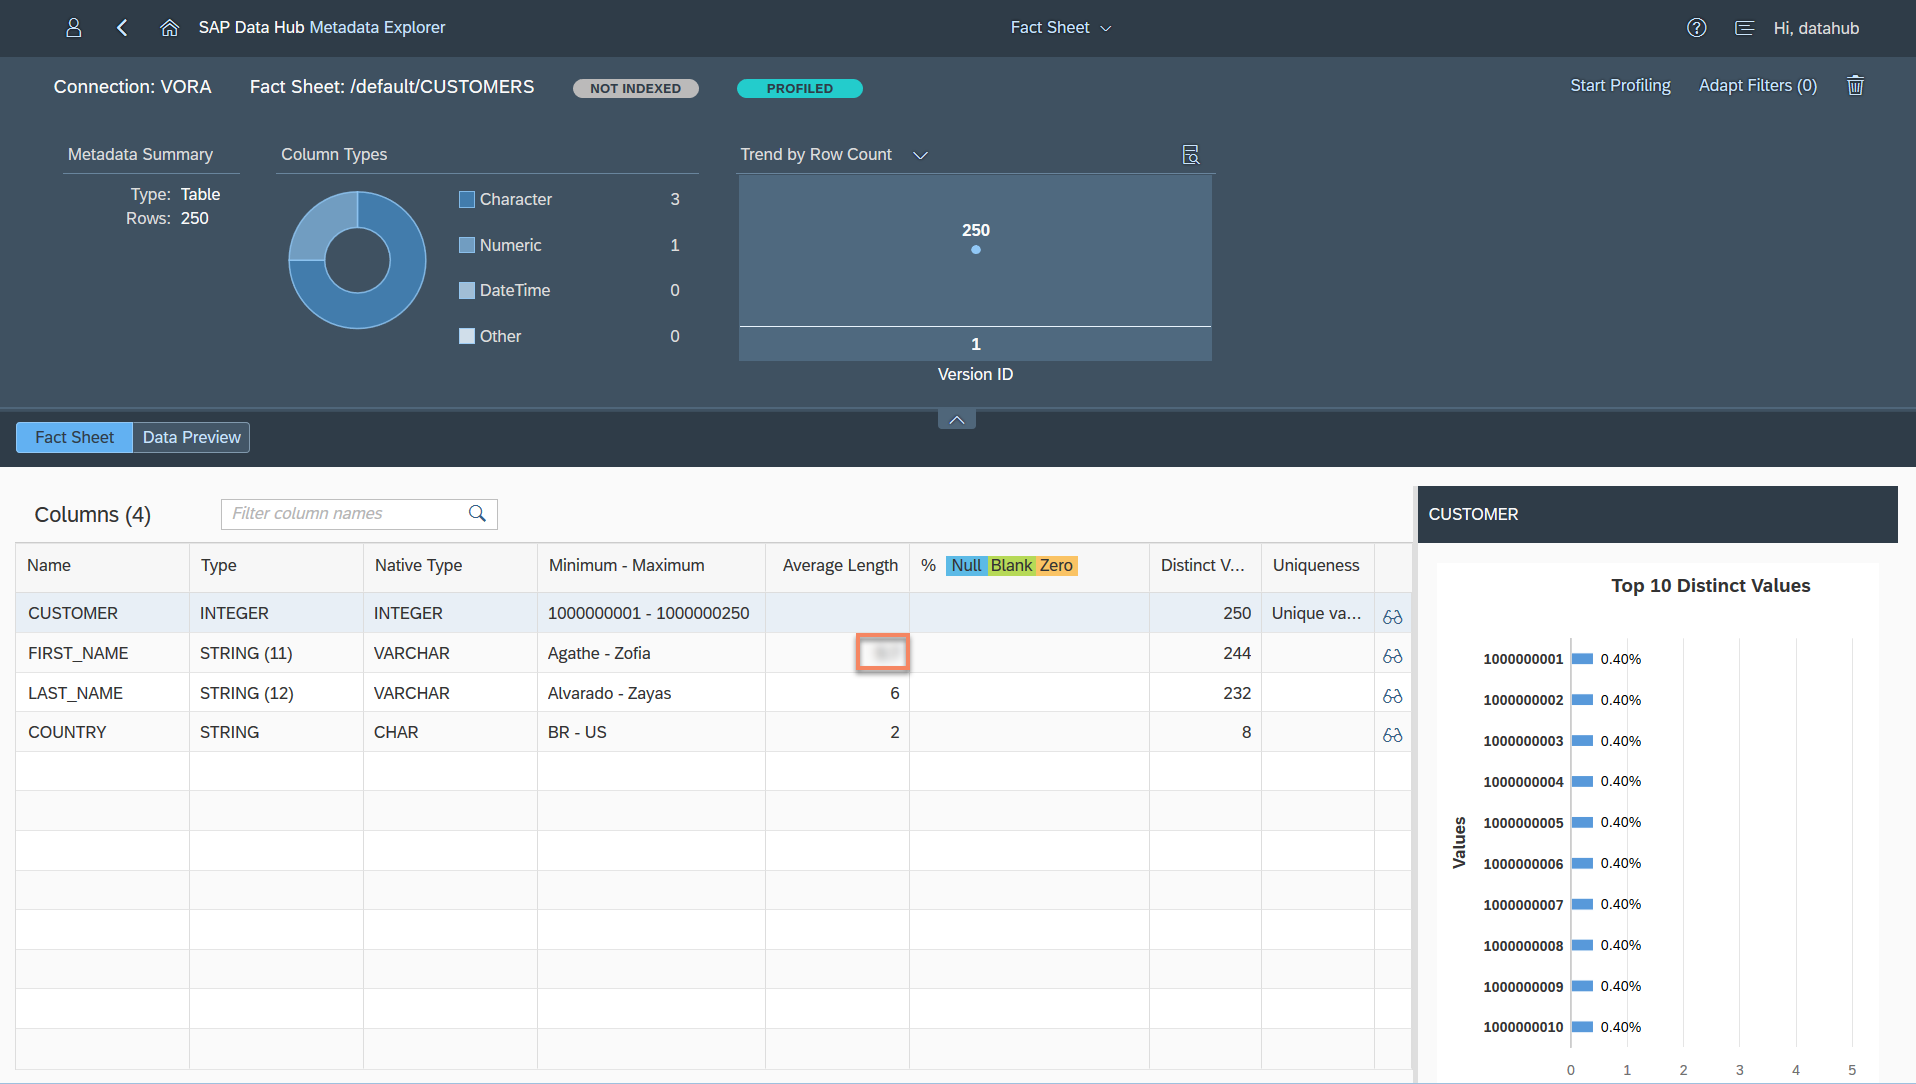 SAP Data Hub Metadata Explorer
Fact Sheet
Hi, datahub
Connection: VORA
Fact Sheet: /default/CUSTOMERS
NOT INDEXED
PROFILED
Start Profiling
Adapt Filters (0)
Metadata Summary
Type: Table
Rows: 250
Column Types
Character 3
Numeric 1
DateTime 0
Other 0
Trend by Row Count
250
1
Version ID
Fact Sheet
Data Preview
Columns (4)
Filter column names
Name Type Native Type Minimum - Maximum Average Length % Null Blank Zero Distinct V... Uniqueness
CUSTOMER INTEGER INTEGER 1000000001 - 1000000250 250 Unique va...
FIRST_NAME STRING (11) VARCHAR Agathe - Zofia 244
LAST_NAME STRING (12) VARCHAR Alvarado - Zayas 6 232
COUNTRY STRING CHAR BR - US 2 8
CUSTOMER
Top 10 Distinct Values
Values
1000000001 0.40%
1000000002 0.40%
1000000003 0.40%
1000000004 0.40%
1000000005 0.40%
1000000006 0.40%
1000000007 0.40%
1000000008 0.40%
1000000009 0.40%
1000000010 0.40%
0 1 2 3 4 5